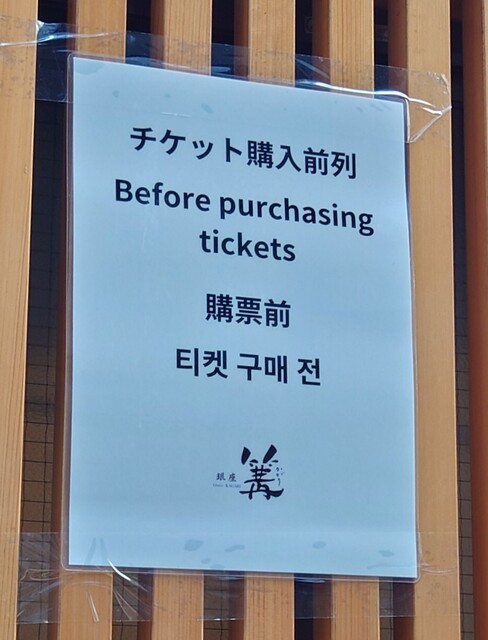 チケット購入前列
Before purchasing
tickets
購票前
티켓 구매 전
銀座
篝